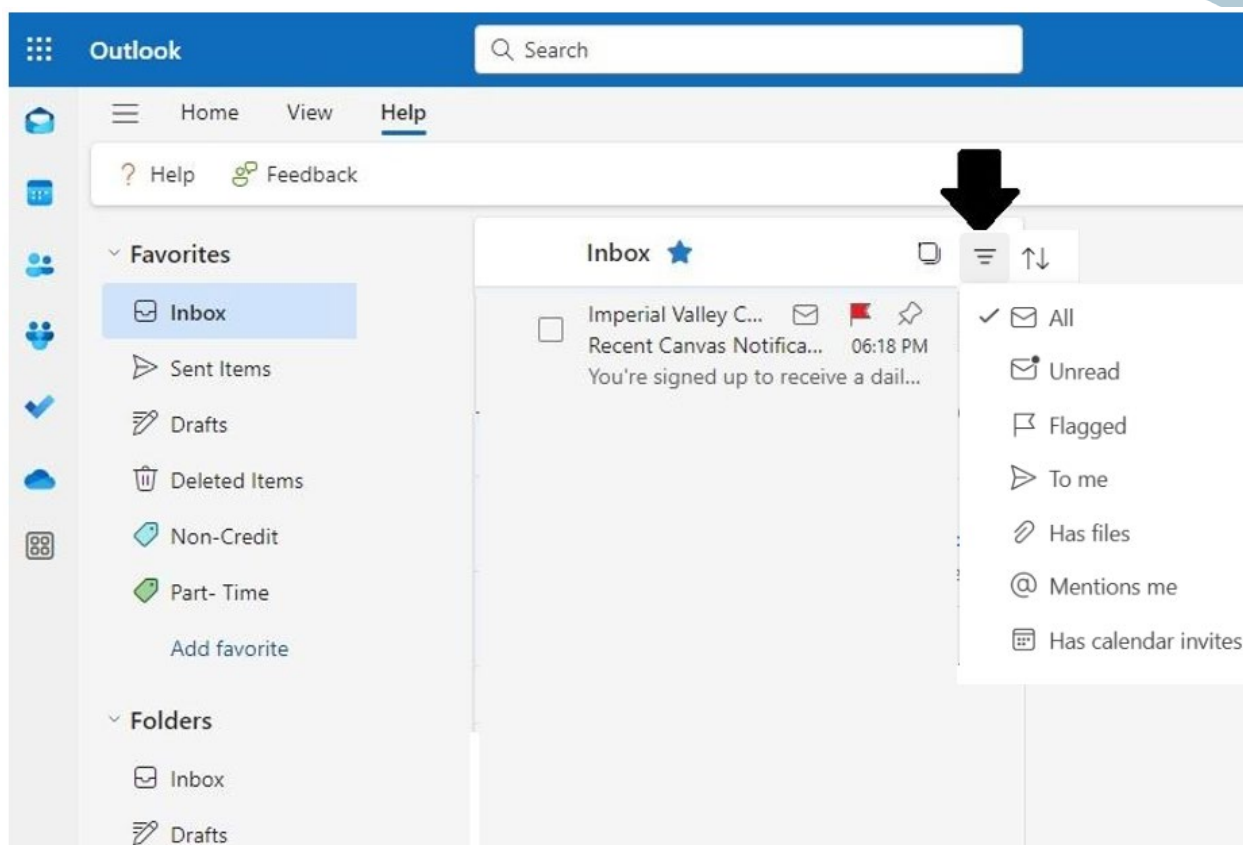 Outlook
Search
Home View Help
? Help Feedback
Favorites
Inbox
Sent Items
Drafts
Deleted Items
Non-Credit
Part- Time
Add favorite
Folders
Inbox
Drafts
Inbox
Imperial Valley C...
Recent Canvas Notifica... 06:18 PM
You're signed up to receive a dail...
All
Unread
Flagged
To me
Has files
Mentions me
Has calendar invites